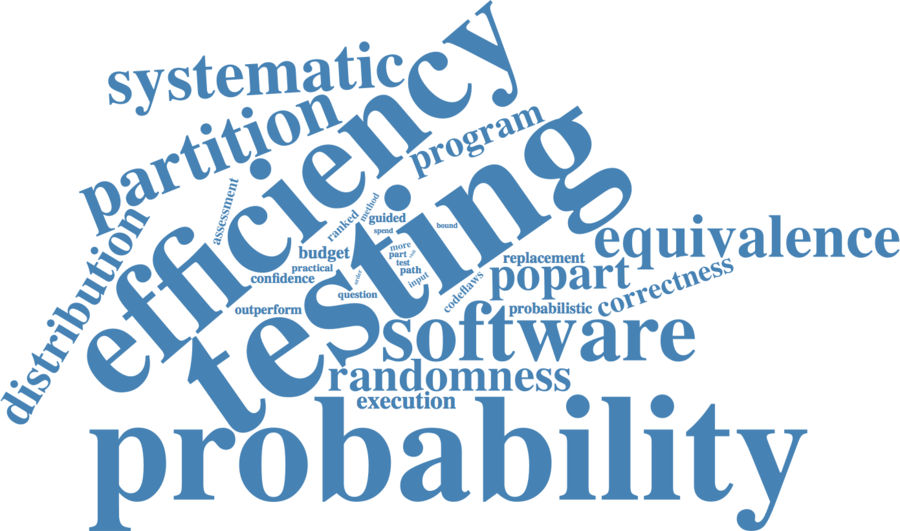 systematic
efficiency
partition
program
testing
assessment
method
ranked
guided
spend
bound
distribution
equivalence
budget
more
part
test
path
practical
confidence
order
input
replacement
popart
correctness
codeflaws
question
outperform
probabilistic
software
randomness
execution
probability